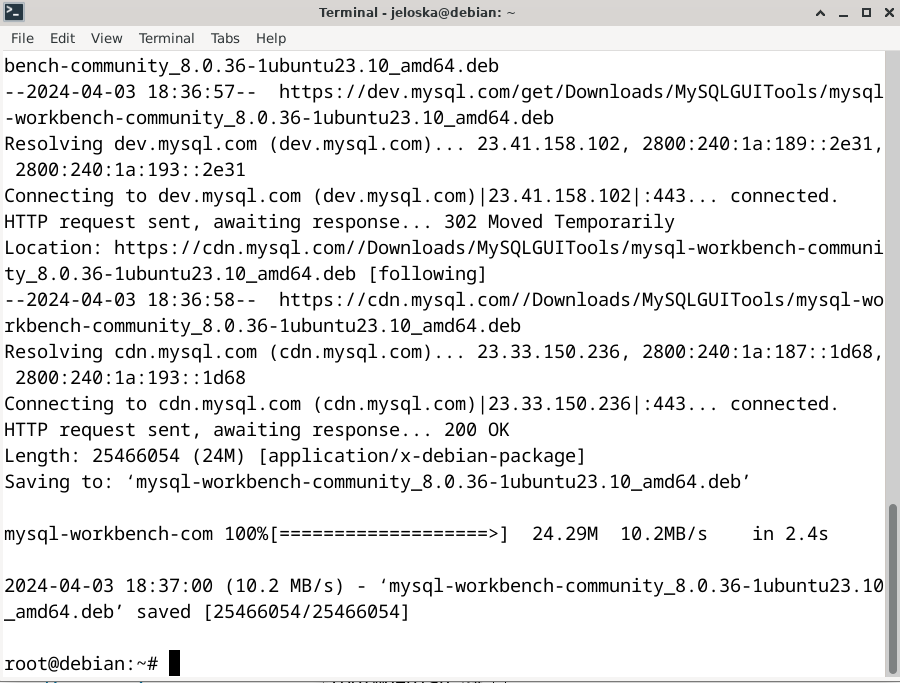 Terminal - jeloska@debian: ~
File Edit View Terminal Tabs Help
bench-community_8.0.36-1ubuntu23.10_amd64.deb
--2024-04-03 18:36:57--  https://dev.mysql.com/get/Downloads/MySQLGUITools/mysql
-workbench-community_8.0.36-1ubuntu23.10_amd64.deb
Resolving dev.mysql.com (dev.mysql.com)... 23.41.158.102, 2800:240:1a:189::2e31,
 2800:240:1a:193::2e31
Connecting to dev.mysql.com (dev.mysql.com)|23.41.158.102|:443... connected.
HTTP request sent, awaiting response... 302 Moved Temporarily
Location: https://cdn.mysql.com//Downloads/MySQLGUITools/mysql-workbench-communi
ty_8.0.36-1ubuntu23.10_amd64.deb [following]
--2024-04-03 18:36:58--  https://cdn.mysql.com//Downloads/MySQLGUITools/mysql-wo
rkbench-community_8.0.36-1ubuntu23.10_amd64.deb
Resolving cdn.mysql.com (cdn.mysql.com)... 23.33.150.236, 2800:240:1a:187::1d68,
 2800:240:1a:193::1d68
Connecting to cdn.mysql.com (cdn.mysql.com)|23.33.150.236|:443... connected.
HTTP request sent, awaiting response... 200 OK
Length: 25466054 (24M) [application/x-debian-package]
Saving to: ‘mysql-workbench-community_8.0.36-1ubuntu23.10_amd64.deb’
mysql-workbench-com 100%[===================>]  24.29M  10.2MB/s    in 2.4s
2024-04-03 18:37:00 (10.2 MB/s) - ‘mysql-workbench-community_8.0.36-1ubuntu23.10
_amd64.deb’ saved [25466054/25466054]
root@debian:~#